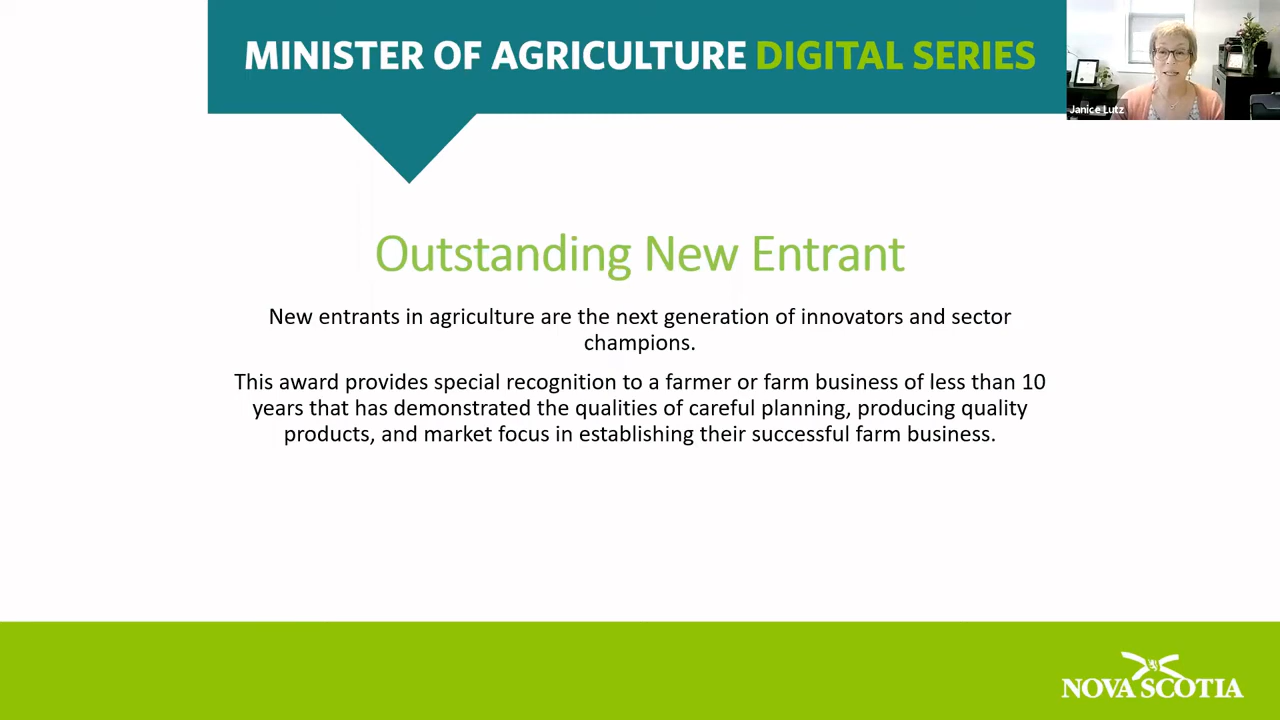 MINISTER OF AGRICULTURE DIGITAL SERIES
Janice Lutz
Outstanding New Entrant
New entrants in agriculture are the next generation of innovators and sector
champions.
This award provides special recognition to a farmer or farm business of less than 10
years that has demonstrated the qualities of careful planning, producing quality
products, and market focus in establishing their successful farm business.
NOVA SCOTIA